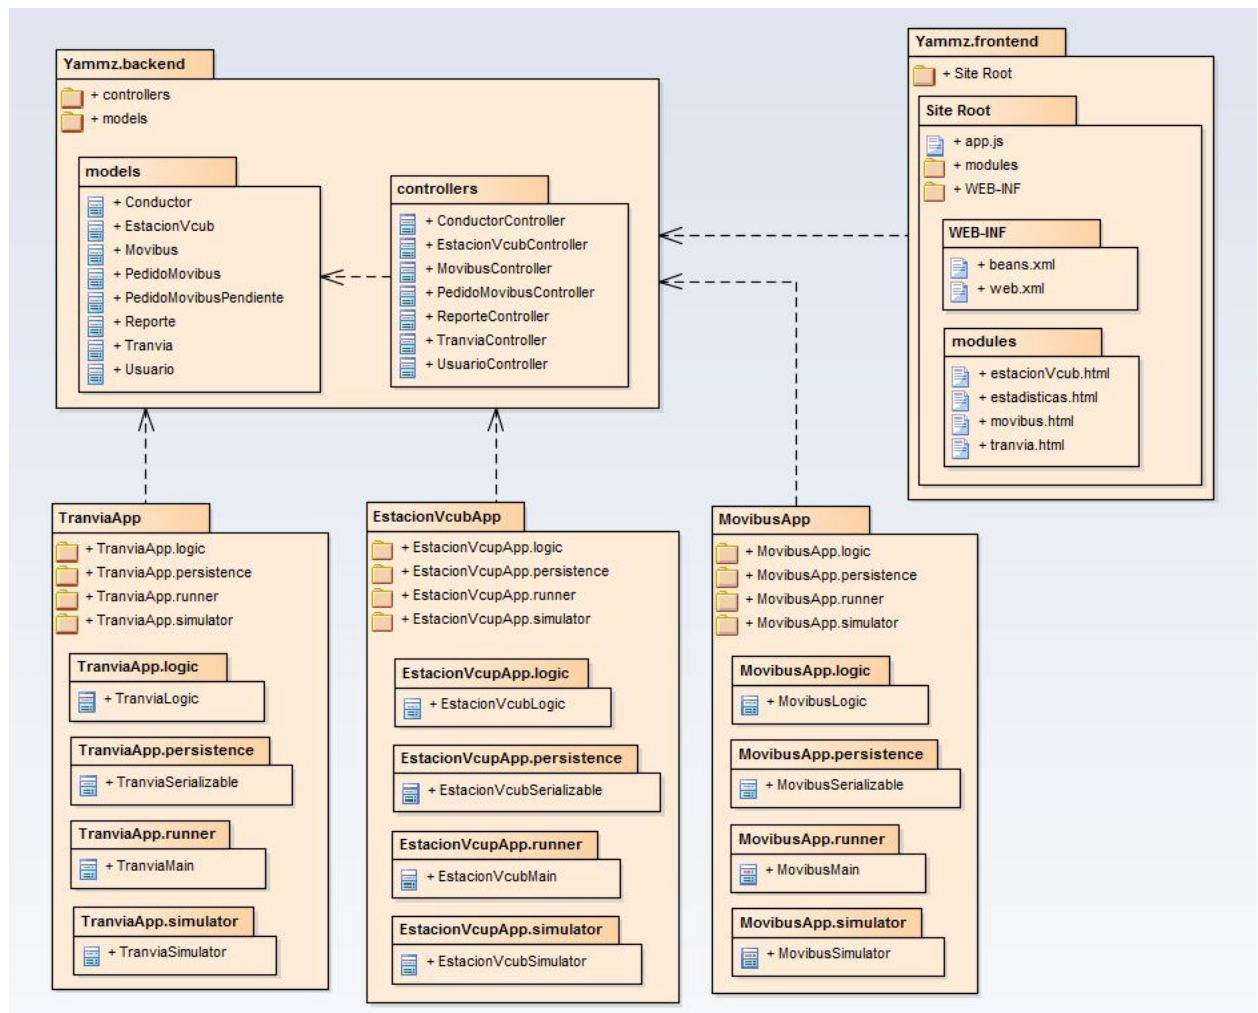 Yammz.backend
+ controllers
+ models
models
+ Conductor
+ EstacionVcub
+ Movibus
+ PedidoMovibus
+ PedidoMovibusPendiente
+ Reporte
+ Tranvia
+ Usuario
controllers
+ ConductorController
+ EstacionVcubController
+ MovibusController
+ PedidoMovibusController
+ ReporteController
+ TranviaController
+ UsuarioController
Yammz.frontend
+ Site Root
Site Root
+ app.js
+ modules
+ WEB-INF
WEB-INF
+ beans.xml
+ web.xml
modules
+ estacionVcub.html
+ estadisticas.html
+ movibus.html
+ tranvia.html
TranviaApp
+ TranviaApp.logic
+ TranviaApp.persistence
+ TranviaApp.runner
+ TranviaApp.simulator
TranviaApp.logic
+ TranviaLogic
TranviaApp.persistence
+ TranviaSerializable
TranviaApp.runner
+ TranviaMain
TranviaApp.simulator
+ TranviaSimulator
EstacionVcubApp
+ EstacionVcupApp.logic
+ EstacionVcupApp.persistence
+ EstacionVcupApp.runner
+ EstacionVcupApp.simulator
EstacionVcupApp.logic
+ EstacionVcubLogic
EstacionVcupApp.persistence
+ EstacionVcubSerializable
EstacionVcupApp.runner
+ EstacionVcubMain
EstacionVcupApp.simulator
+ EstacionVcubSimulator
MovibusApp
+ MovibusApp.logic
+ MovibusApp.persistence
+ MovibusApp.runner
+ MovibusApp.simulator
MovibusApp.logic
+ MovibusLogic
MovibusApp.persistence
+ MovibusSerializable
MovibusApp.runner
+ MovibusMain
MovibusApp.simulator
+ MovibusSimulator